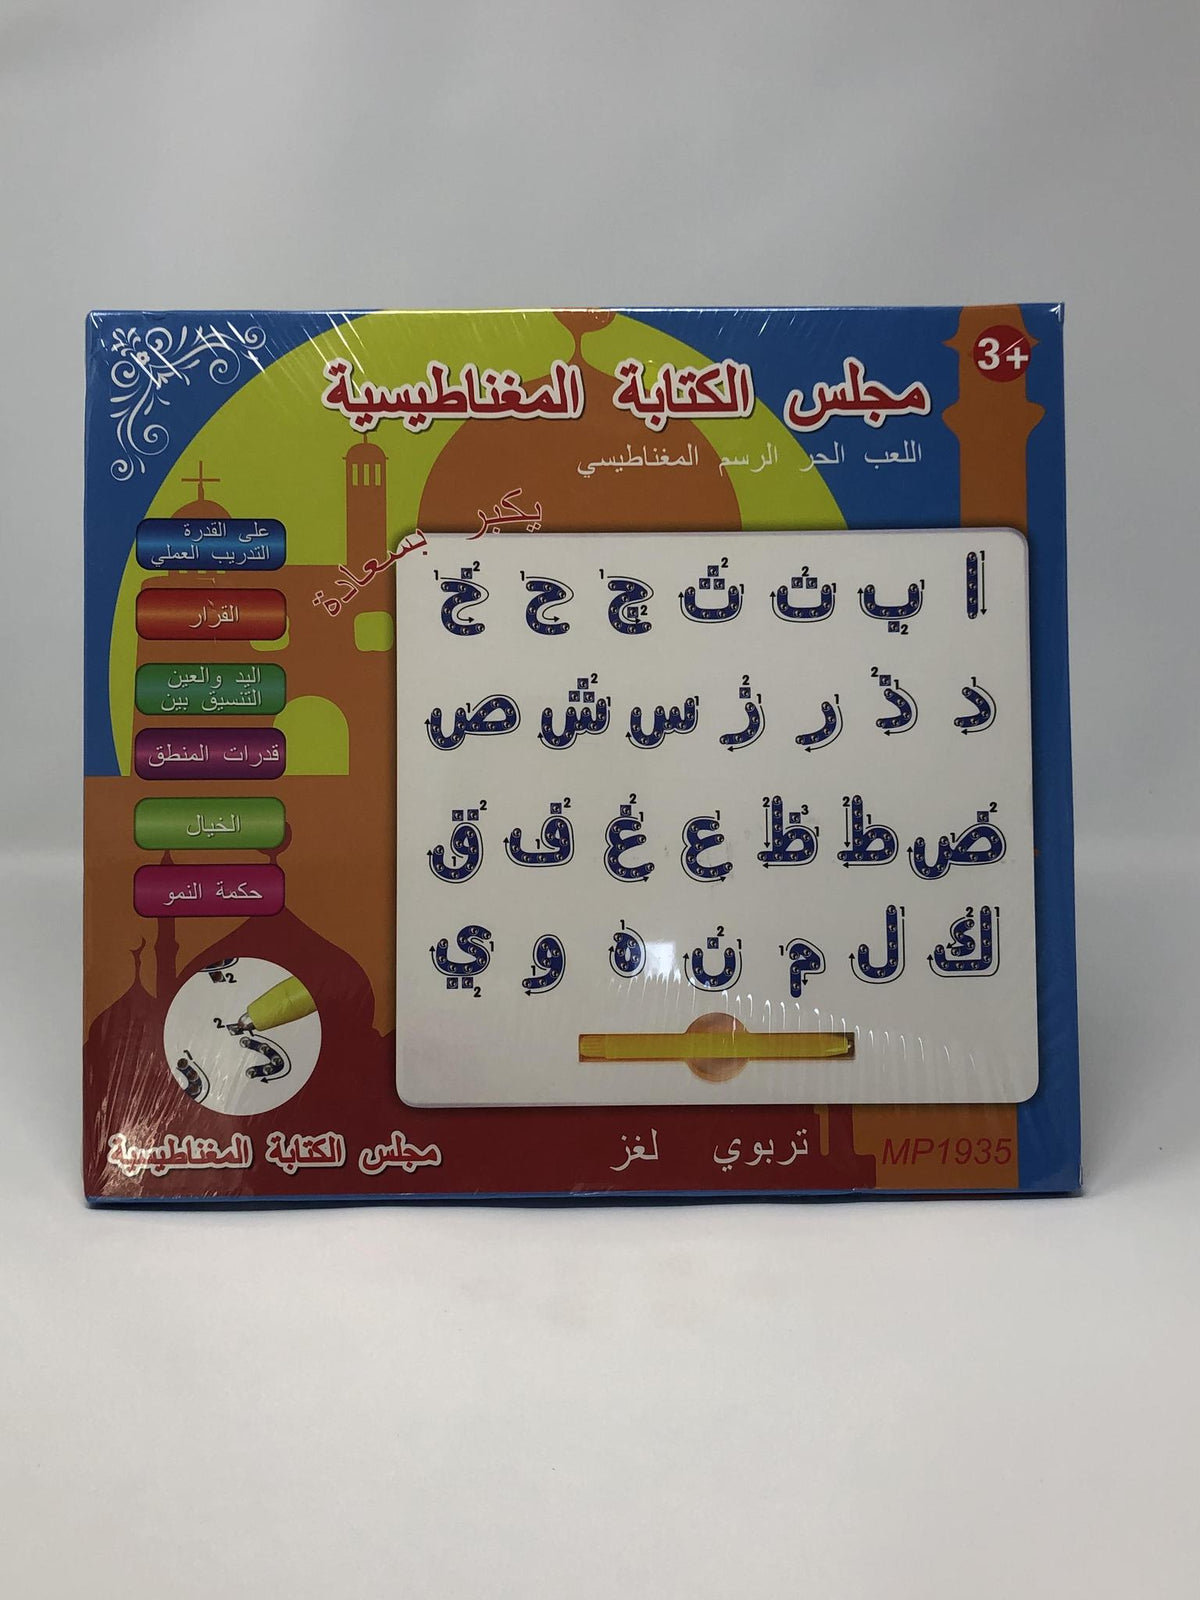 3+
مجلس الكتابة المغناطيسية
اللعب الحر الرسم المغناطيسي
يكبر بسعادة
على القدرة
التدريب العملي
القرار
اليد والعين
التنسيق بين
قدرات المنطق
الخيال
حكمة النمو
ا ب ت ث ج ح خ
د ذ ر ز س ش ص
ض ط ظ ع غ ف ق
ك ل م ن ه و ي
مجلس الكتابة المغناطيسية
تربوي لغز
MP1935